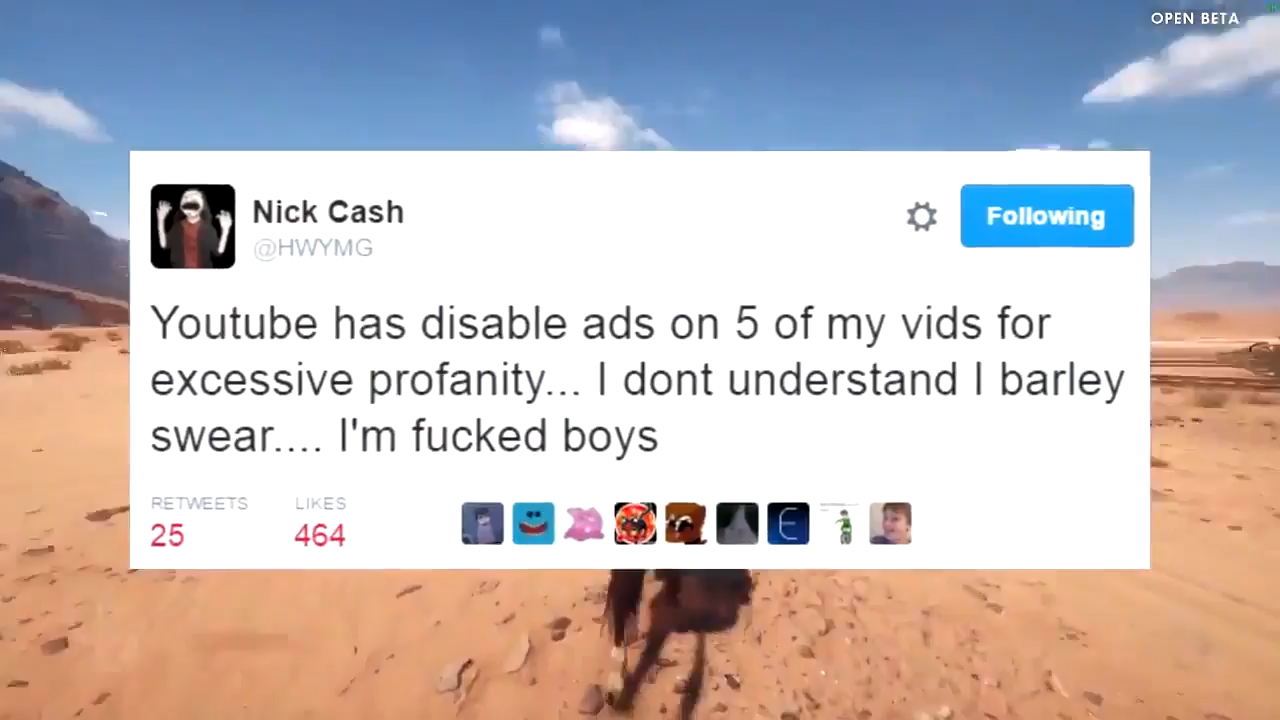 OPEN BETA
Nick Cash
@HWYMG
Following
Youtube has disable ads on 5 of my vids for
excessive profanity... I dont understand I barley
swear.... I'm fucked boys
RETWEETS LIKES
25 464